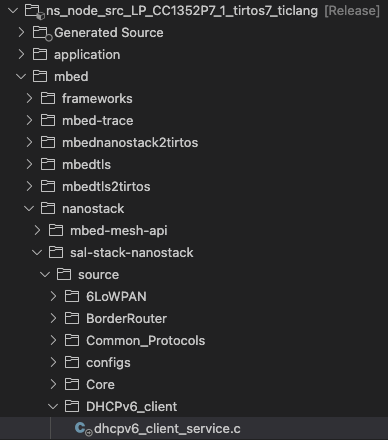 ns_node_src_LP_CC1352P7_1_tirtos7_ticlang [Release]
Generated Source
application
mbed
frameworks
mbed-trace
mbednanostack2tirtos
mbedtls
mbedtls2tirtos
nanostack
mbed-mesh-api
sal-stack-nanostack
source
6LoWPAN
BorderRouter
Common_Protocols
configs
Core
DHCPv6_client
dhcpv6_client_service.c